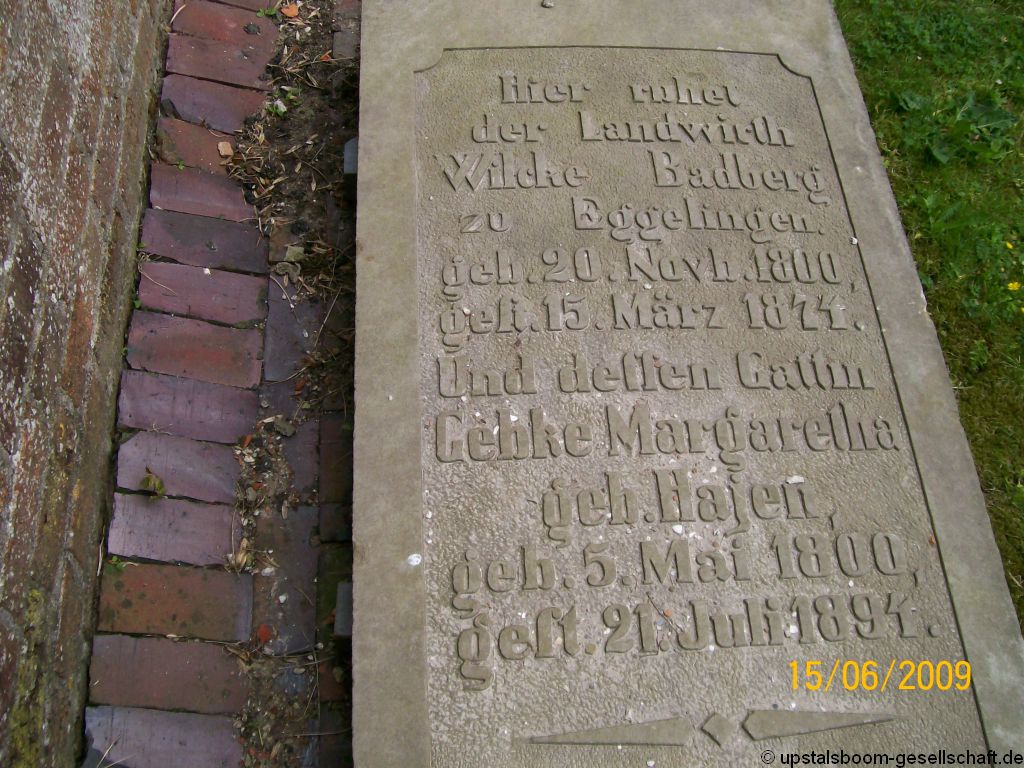 Hier ruhet
der Landwirth
Wilcke Badberg
zu Eggelingen.
geb. 20. Novb. 1800,
gest. 15. März 1874.
Und dessen Gattin
Gebke Margaretha
geb. Hajen,
geb. 5. Mai 1800,
gest. 21. Juli 1894.
15/06/2009
© upstalsboom-gesellschaft.de